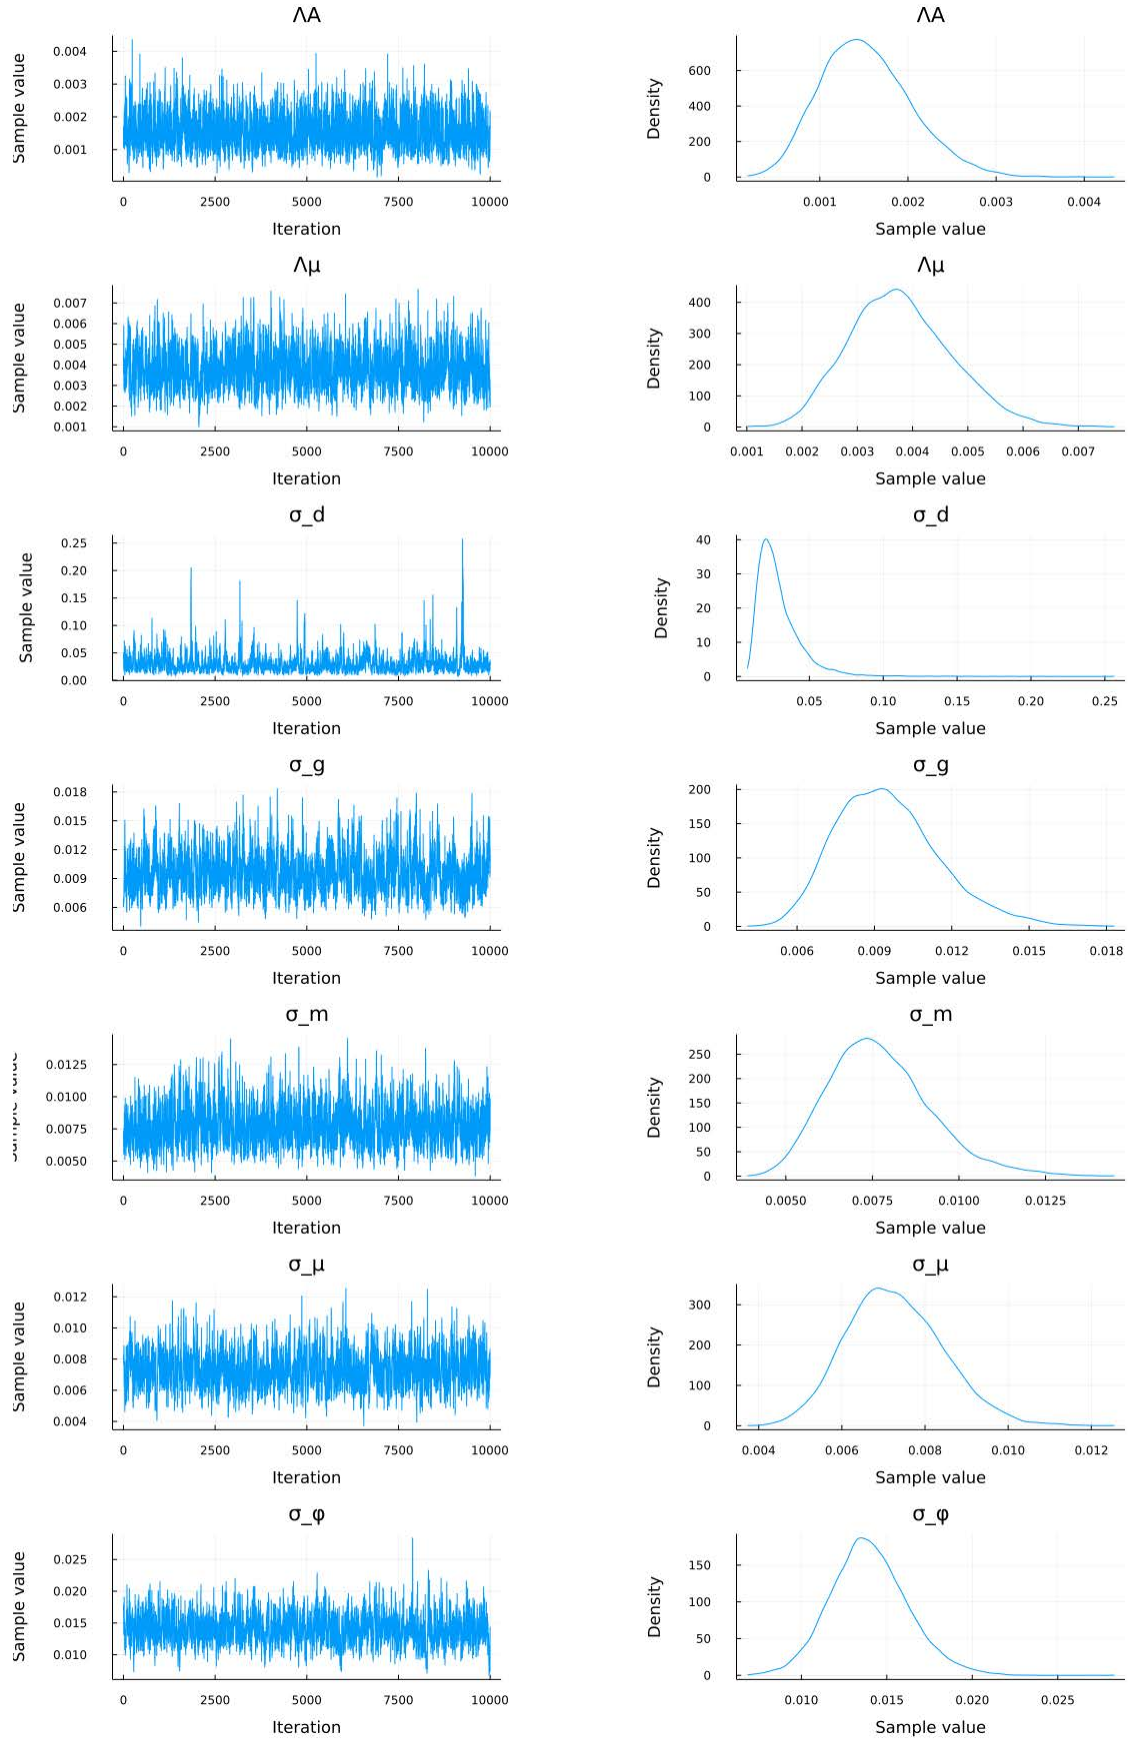 ΛA
ΛA
Sample value
0.004
0.003
0.002
0.001
0 2500 5000 7500 10000
Iteration
Density
600
400
200
0
0.001 0.002 0.003 0.004
Sample value
Λμ
Λμ
Sample value
0.007
0.006
0.005
0.004
0.003
0.002
0.001
0 2500 5000 7500 10000
Iteration
Density
400
300
200
100
0
0.001 0.002 0.003 0.004 0.005 0.006 0.007
Sample value
σ_d
σ_d
Sample value
0.25
0.20
0.15
0.10
0.05
0.00
0 2500 5000 7500 10000
Iteration
Density
40
30
20
10
0
0.05 0.10 0.15 0.20 0.25
Sample value
σ_g
σ_g
Sample value
0.018
0.015
0.012
0.009
0.006
0 2500 5000 7500 10000
Iteration
Density
200
150
100
50
0
0.006 0.009 0.012 0.015 0.018
Sample value
σ_m
σ_m
Sample value
0.0125
0.0100
0.0075
0.0050
0 2500 5000 7500 10000
Iteration
Density
250
200
150
100
50
0
0.0050 0.0075 0.0100 0.0125
Sample value
σ_μ
σ_μ
Sample value
0.012
0.010
0.008
0.006
0.004
0 2500 5000 7500 10000
Iteration
Density
300
200
100
0
0.004 0.006 0.008 0.010 0.012
Sample value
σ_φ
σ_φ
Sample value
0.025
0.020
0.015
0.010
0 2500 5000 7500 10000
Iteration
Density
150
100
50
0
0.010 0.015 0.020 0.025
Sample value